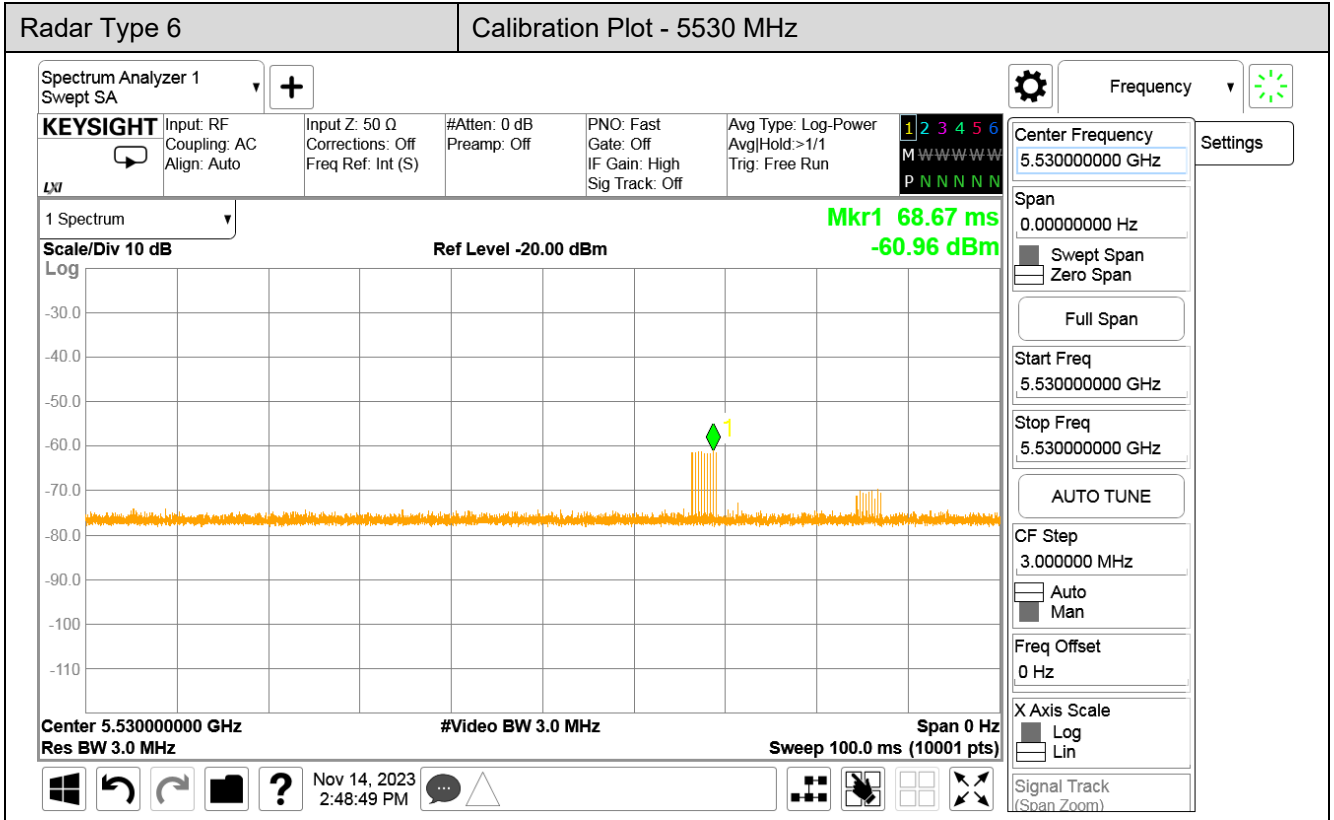 Radar Type 6
Calibration Plot - 5530 MHz
Spectrum Analyzer 1
Swept SA
Frequency
KEYSIGHT
LXI
Input: RF
Coupling: AC
Align: Auto
Input Z: 50 Ω
Corrections: Off
Freq Ref: Int (S)
#Atten: 0 dB
Preamp: Off
PNO: Fast
Gate: Off
IF Gain: High
Sig Track: Off
Avg Type: Log-Power
Avg|Hold:>1/1
Trig: Free Run
1 2 3 4 5 6
M W W W W W
P N N N N N
Settings
1 Spectrum
Mkr1 68.67 ms
-60.96 dBm
Scale/Div 10 dB
Ref Level -20.00 dBm
Log
-30.0
-40.0
-50.0
-60.0
-70.0
-80.0
-90.0
-100
-110
1
Center 5.530000000 GHz
#Video BW 3.0 MHz
Span 0 Hz
Res BW 3.0 MHz
Sweep 100.0 ms (10001 pts)
Center Frequency
5.530000000 GHz
Span
0.00000000 Hz
Swept Span
Zero Span
Full Span
Start Freq
5.530000000 GHz
Stop Freq
5.530000000 GHz
AUTO TUNE
CF Step
3.000000 MHz
Auto
Man
Freq Offset
0 Hz
X Axis Scale
Log
Lin
Signal Track
(Span Zoom)
?
Nov 14, 2023
2:48:49 PM